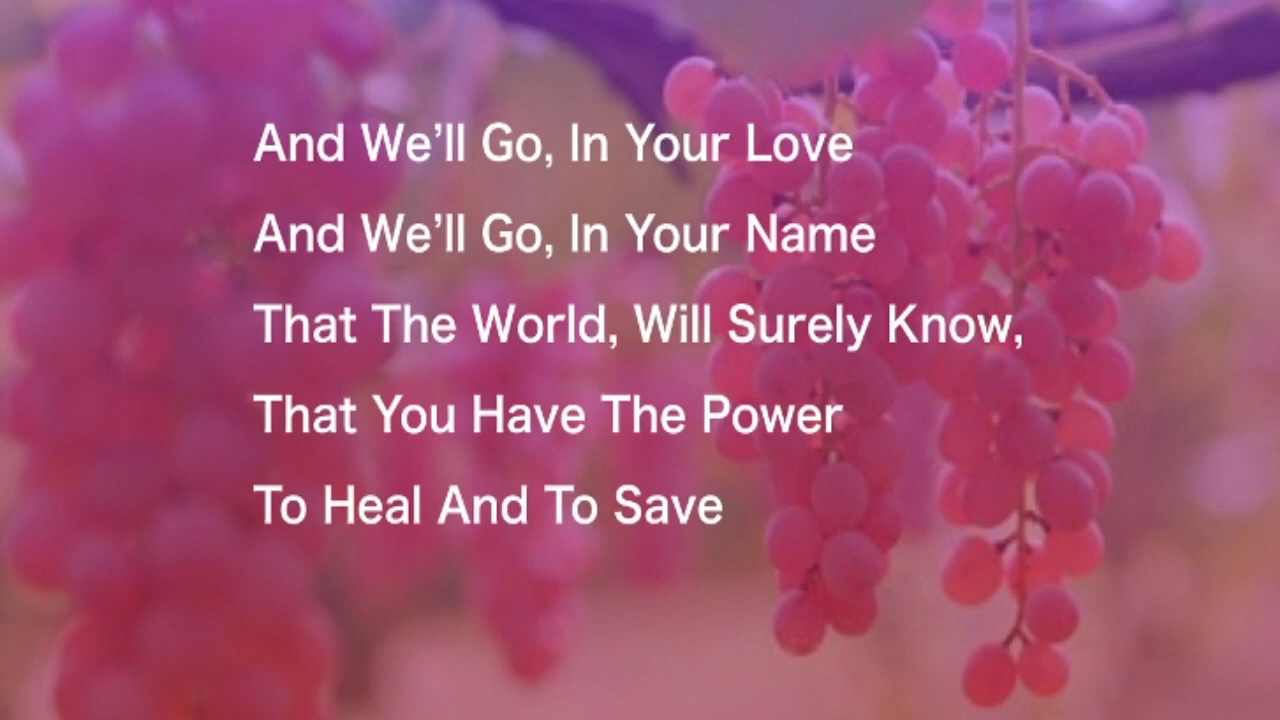 And We’ll Go, In Your Love
And We’ll Go, In Your Name
That The World, Will Surely Know,
That You Have The Power
To Heal And To Save